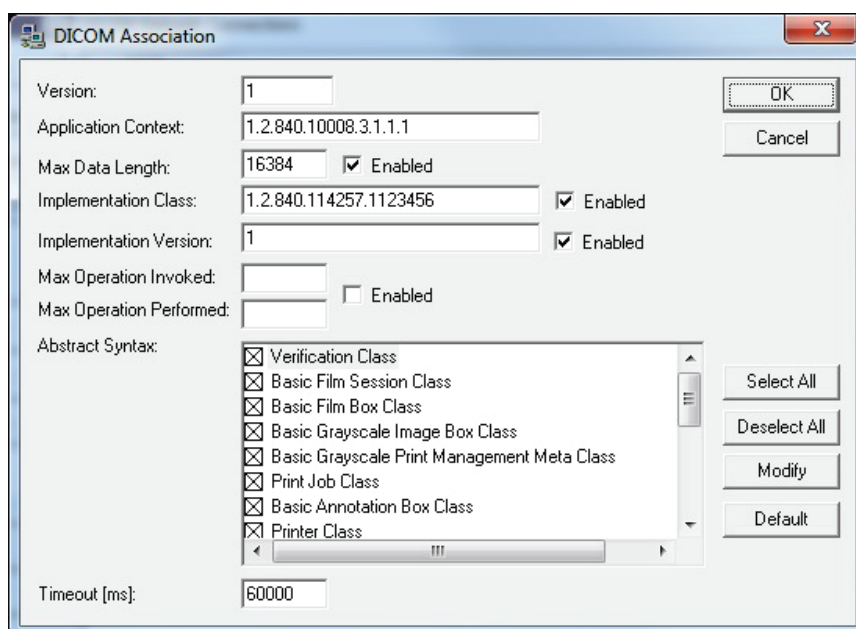 DICOM Association
Version: 1
OK
Application Context: 1.2.840.10008.3.1.1.1
Cancel
Max Data Length: 16384 Enabled
Implementation Class: 1.2.840.114257.1123456 Enabled
Implementation Version: 1 Enabled
Max Operation Invoked:
Enabled
Max Operation Performed:
Abstract Syntax:
Verification Class
Basic Film Session Class
Basic Film Box Class
Basic Grayscale Image Box Class
Basic Grayscale Print Management Meta Class
Print Job Class
Basic Annotation Box Class
Printer Class
Select All
Deselect All
Modify
Default
Timeout [ms]: 60000